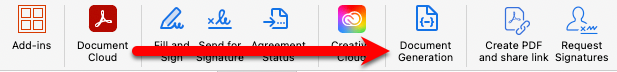 Add-ins
Document
Cloud
Fill and
Sign
Send for
Signature
Agreement
Status
Creative
Cloud
Document
Generation
Create PDF
and share link
Request
Signatures